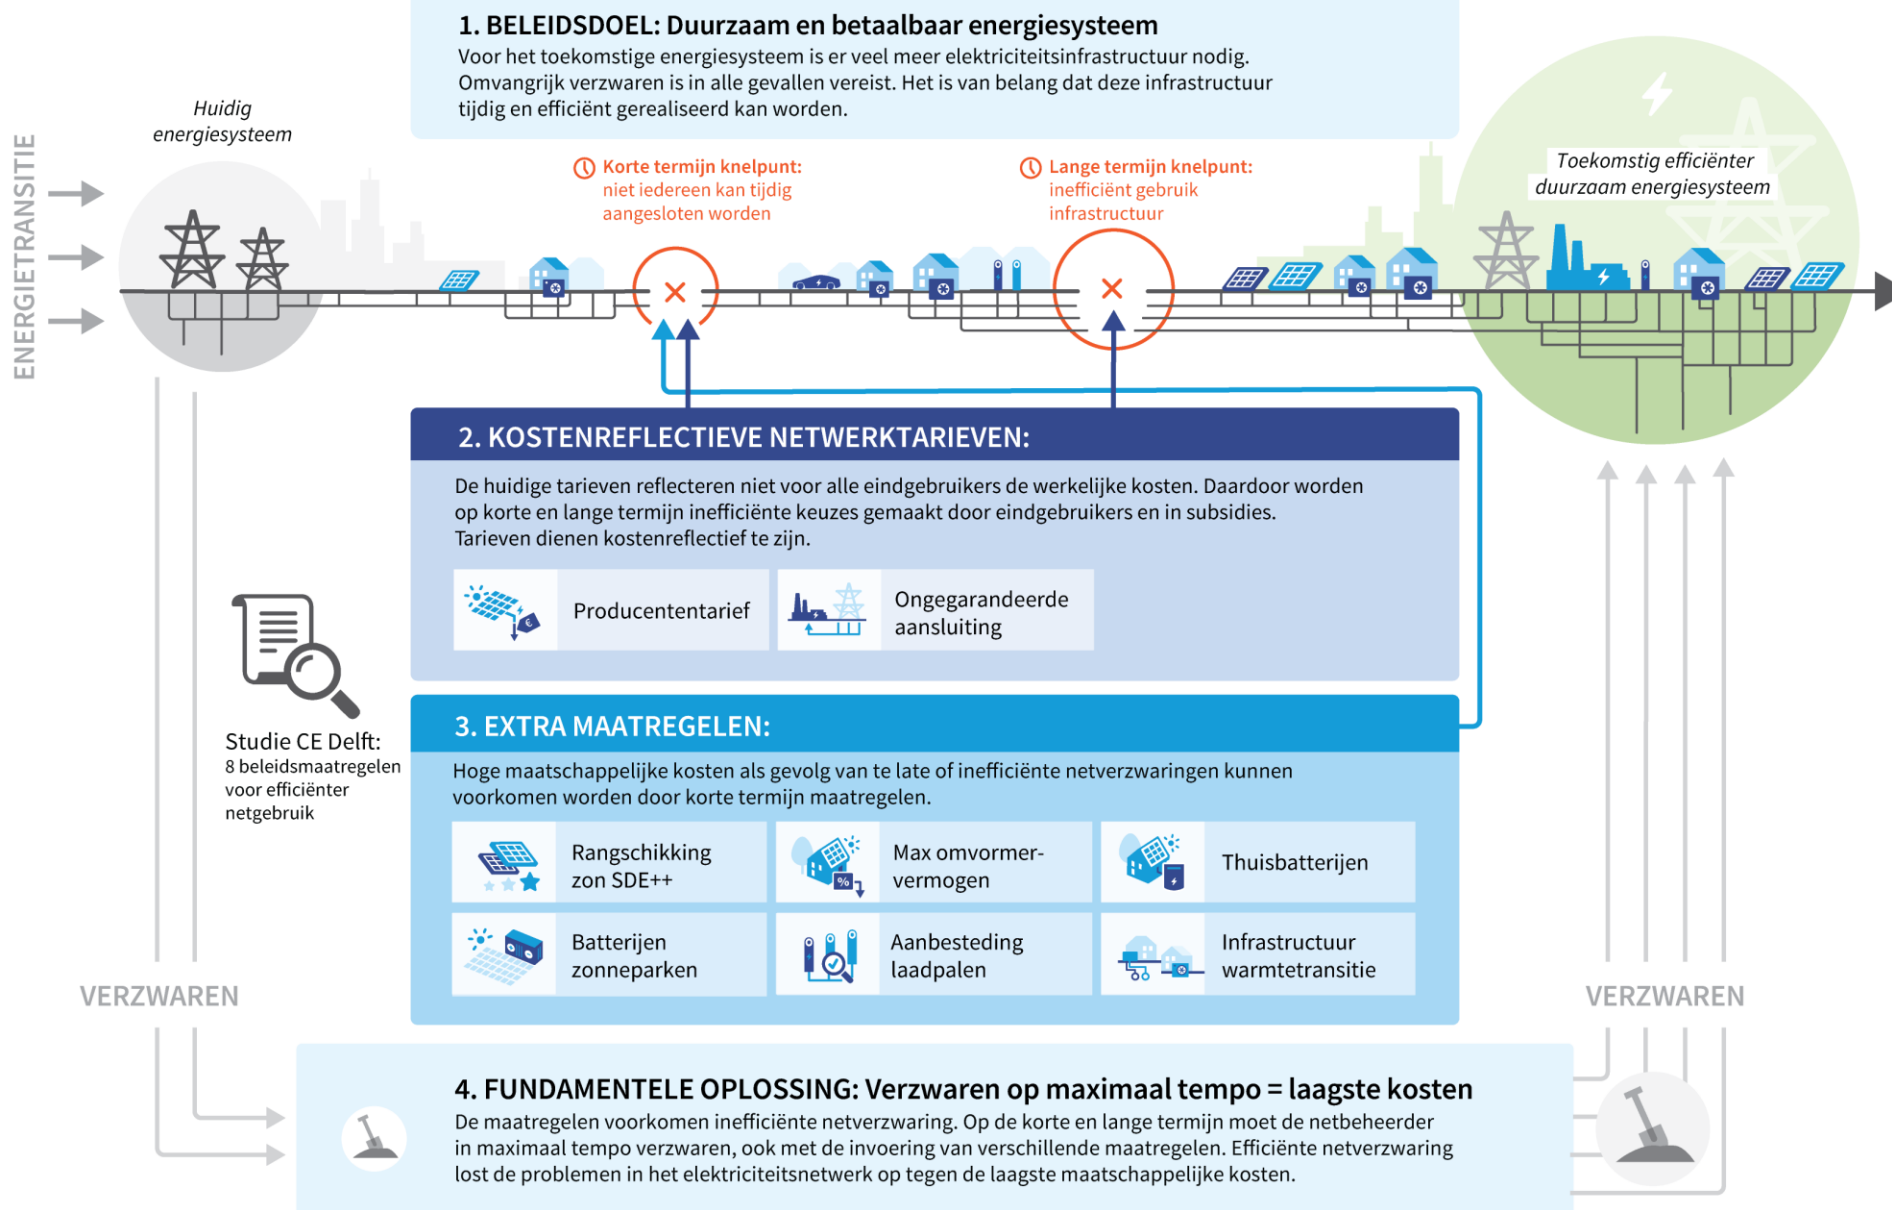 1. BELEIDSDOEL: Duurzaam en betaalbaar energiesysteem
Voor het toekomstige energiesysteem is er veel meer elektriciteitsinfrastructuur nodig.
Omvangrijk verzwaren is in alle gevallen vereist. Het is van belang dat deze infrastructuur
tijdig en efficiënt gerealiseerd kan worden.
ENERGIETRANSITIE
Huidig
energiesysteem
Korte termijn knelpunt:
niet iedereen kan tijdig
aangesloten worden
Lange termijn knelpunt:
inefficiënt gebruik
infrastructuur
Toekomstig efficiënter
duurzaam energiesysteem
2. KOSTENREFLECTIEVE NETWERKTARIEVEN:
De huidige tarieven reflecteren niet voor alle eindgebruikers de werkelijke kosten. Daardoor worden
op korte en lange termijn inefficiënte keuzes gemaakt door eindgebruikers en in subsidies.
Tarieven dienen kostenreflectief te zijn.
€
Producententarief
Ongegarandeerde
aansluiting
Studie CE Delft:
8 beleidsmaatregelen
voor efficiënter
netgebruik
3. EXTRA MAATREGELEN:
Hoge maatschappelijke kosten als gevolg van te late of inefficiënte netverzwaringen kunnen
voorkomen worden door korte termijn maatregelen.
Rangschikking
zon SDE++
%
Max omvormer-
vermogen
Thuisbatterijen
Batterijen
zonneparken
Aanbesteding
laadpalen
Infrastructuur
warmtetransitie
VERZWAREN
VERZWAREN
4. FUNDAMENTELE OPLOSSING: Verzwaren op maximaal tempo = laagste kosten
De maatregelen voorkomen inefficiënte netverzwaring. Op de korte en lange termijn moet de netbeheerder
in maximaal tempo verzwaren, ook met de invoering van verschillende maatregelen. Efficiënte netverzwaring
lost de problemen in het elektriciteitsnetwerk op tegen de laagste maatschappelijke kosten.